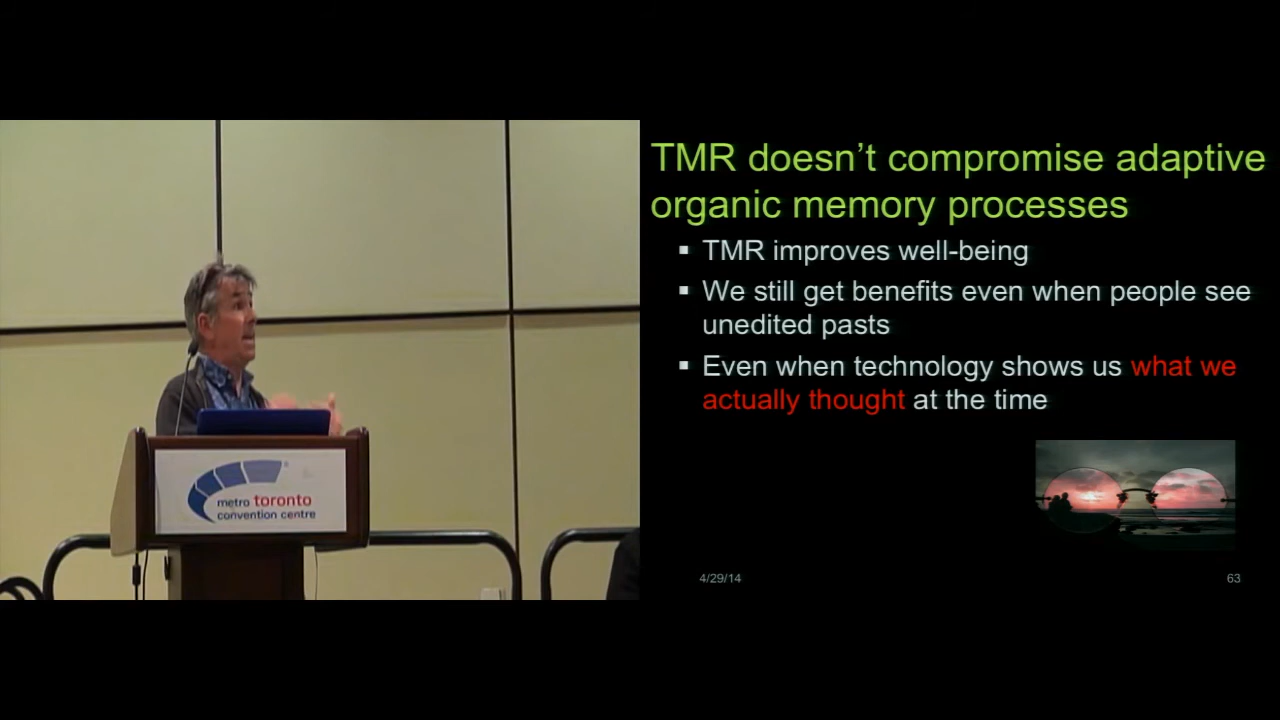 TMR doesn't compromise adaptive
organic memory processes
▪ TMR improves well-being
▪ We still get benefits even when people see
unedited pasts
▪ Even when technology shows us what we
actually thought at the time
4/29/14
63
metro toronto
convention centre